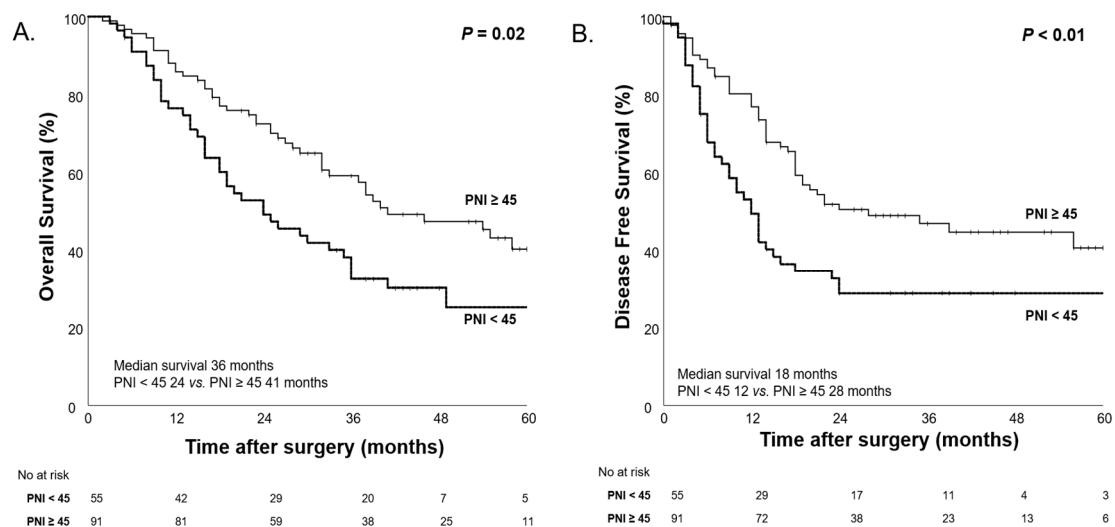 A.
P = 0.02
Overall Survival (%)
100
80
60
40
20
0
PNI ≥ 45
PNI < 45
Median survival 36 months
PNI < 45 24 vs. PNI ≥ 45 41 months
0 12 24 36 48 60
Time after surgery (months)
No at risk
PNI < 45 55 42 29 20 7 5
PNI ≥ 45 91 81 59 38 25 11
B.
P < 0.01
Disease Free Survival (%)
100
80
60
40
20
0
PNI ≥ 45
PNI < 45
Median survival 18 months
PNI < 45 12 vs. PNI ≥ 45 28 months
0 12 24 36 48 60
Time after surgery (months)
No at risk
PNI < 45 55 29 17 11 4 3
PNI ≥ 45 91 72 38 23 13 6